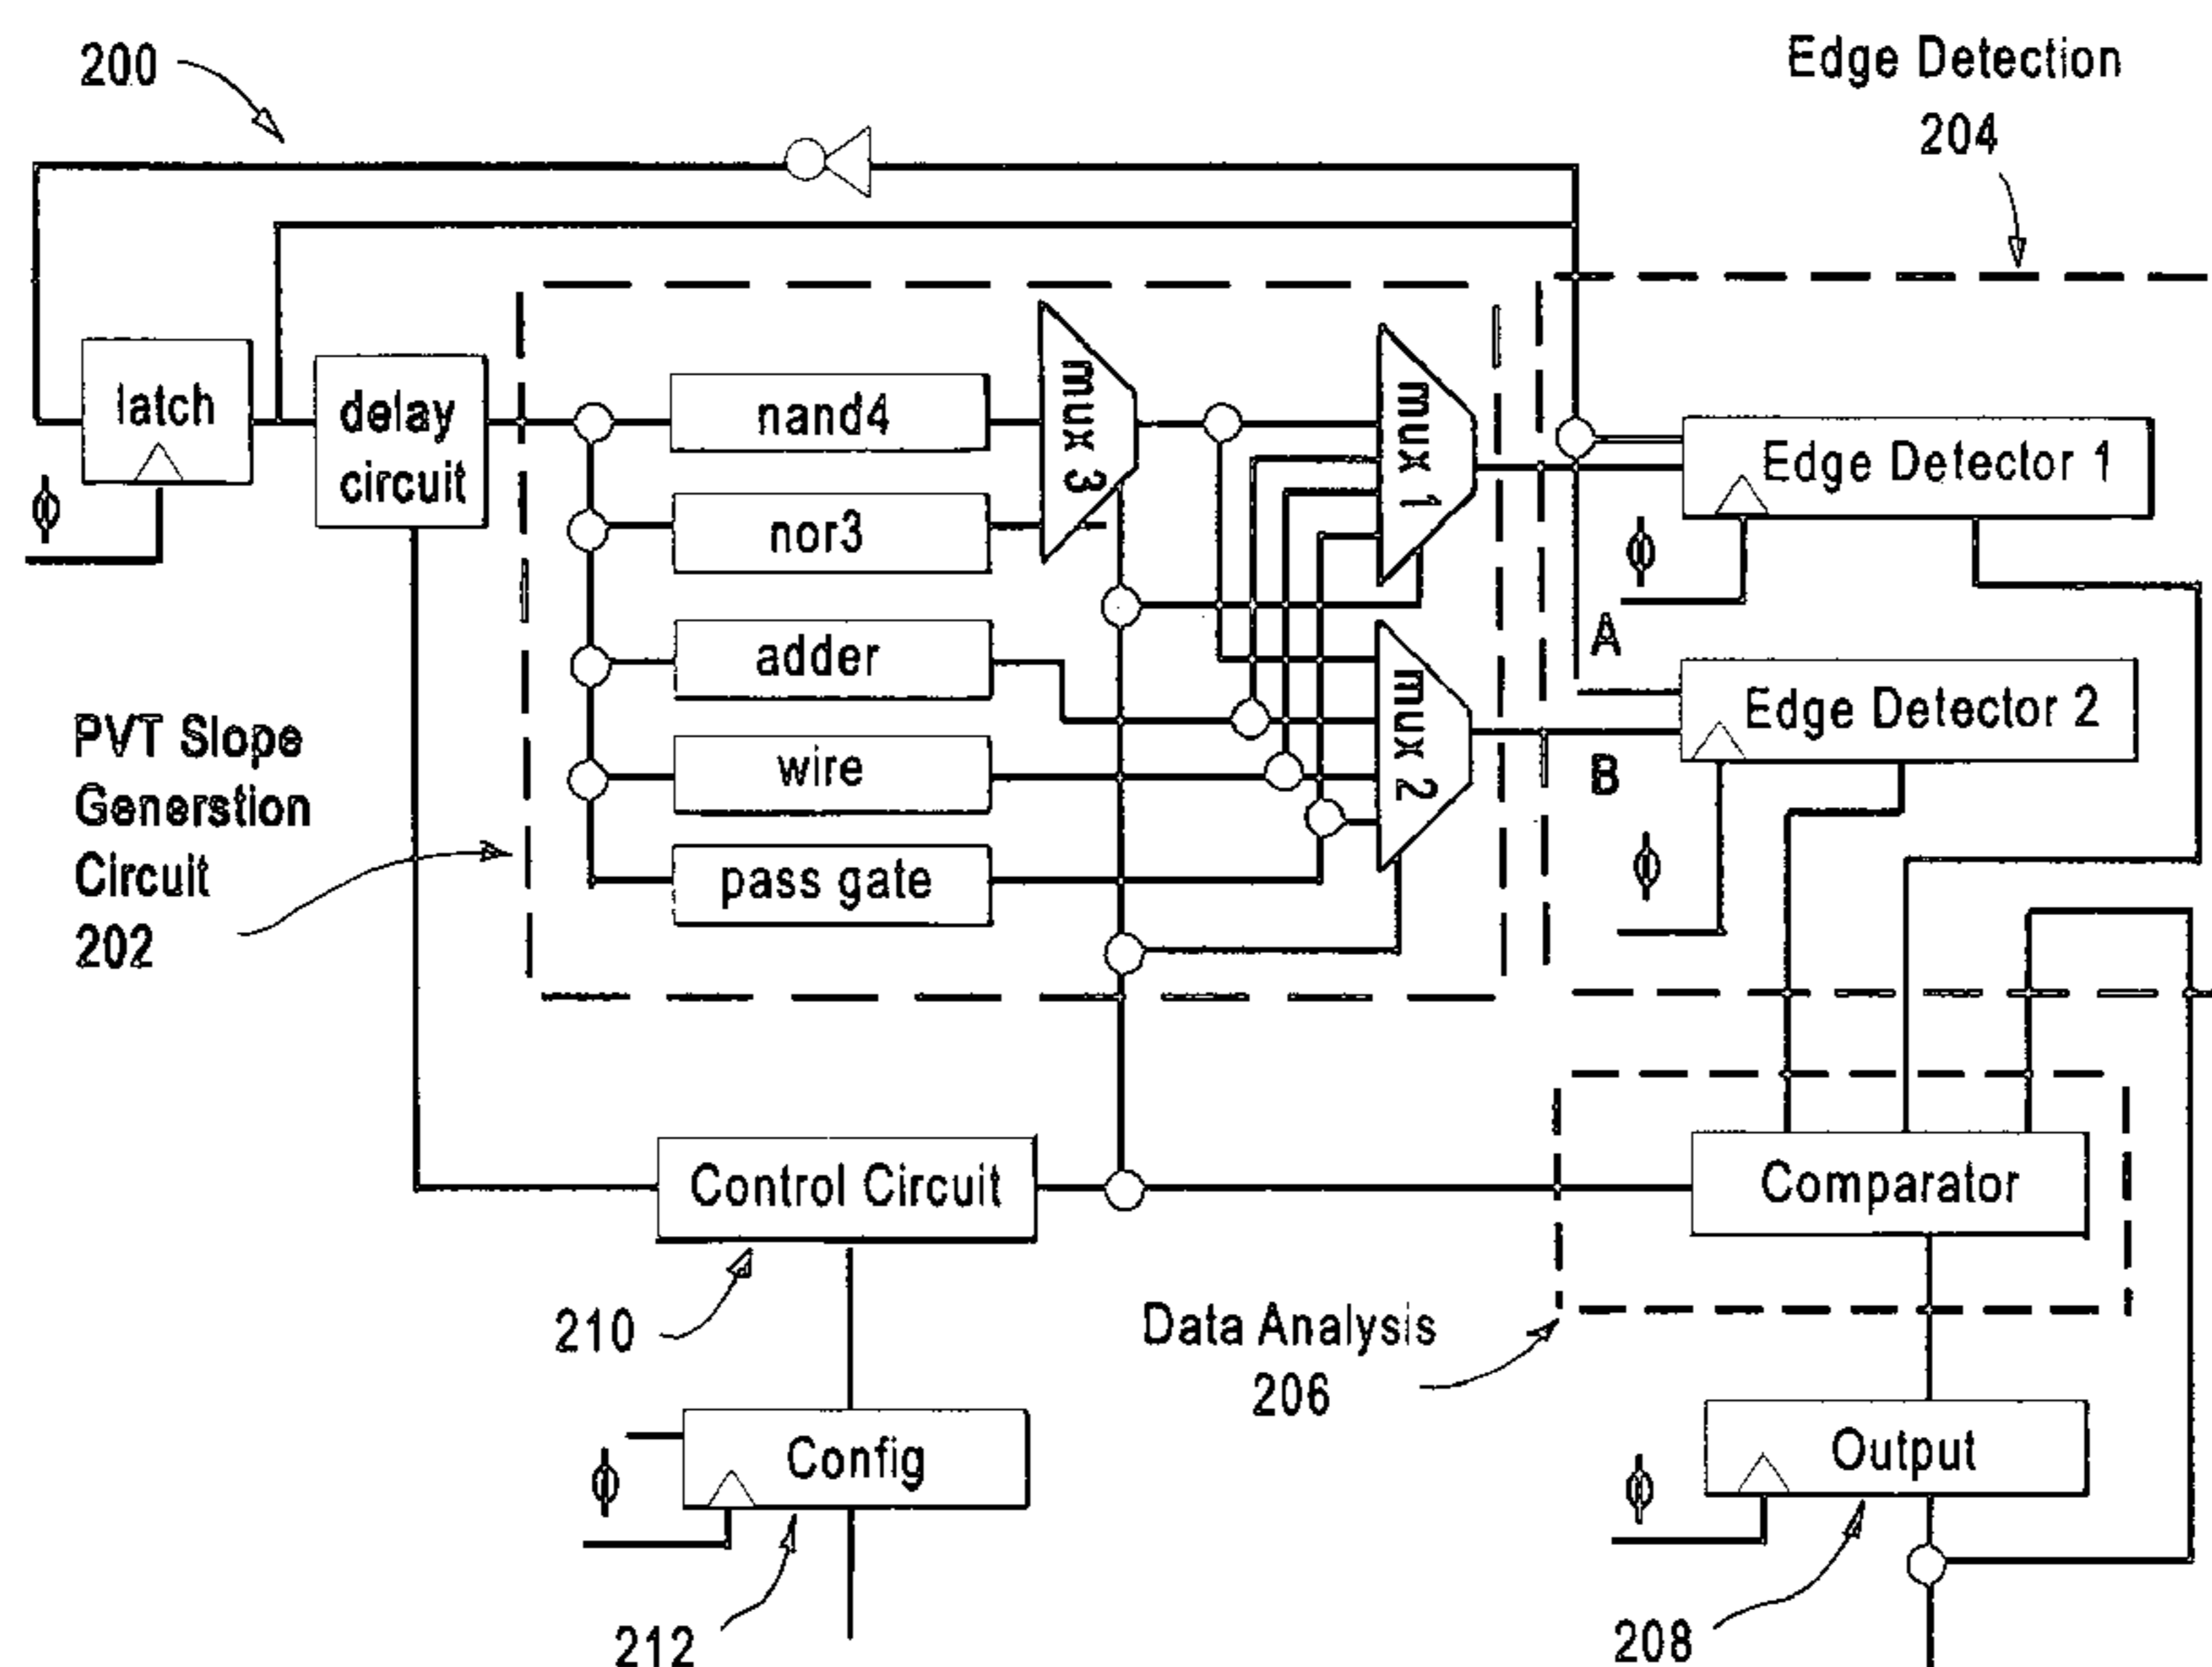 200
Edge Detection
204
latch
delay
circuit
ϕ
nand4
nor3
adder
wire
pass gate
mux 3
mux 1
mux 2
Edge Detector 1
ϕ
A
Edge Detector 2
B
ϕ
PVT Slope
Generstion
Circuit
202
Control Circuit
210
Comparator
Data Analysis
206
Config
ϕ
212
Output
ϕ
208